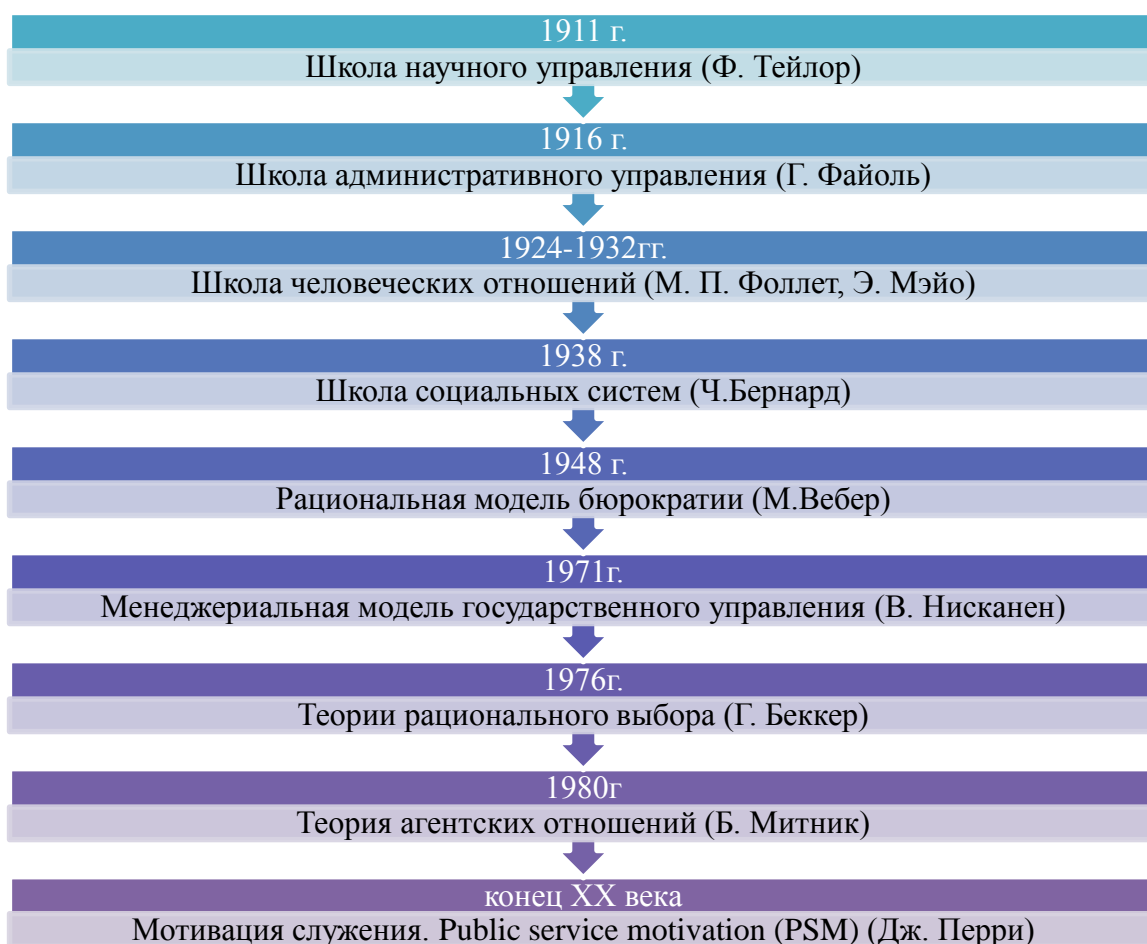 1911 г.
Школа научного управления (Ф. Тейлор)
1916 г.
Школа административного управления (Г. Файоль)
1924-1932гг.
Школа человеческих отношений (М. П. Фоллет, Э. Мэйо)
1938 г.
Школа социальных систем (Ч.Бернард)
1948 г.
Рациональная модель бюрократии (М.Вебер)
1971г.
Менеджериальная модель государственного управления (В. Нисканен)
1976г.
Теории рационального выбора (Г. Беккер)
1980г
Теория агентских отношений (Б. Митник)
конец XX века
Мотивация служения. Public service motivation (PSM) (Дж. Перри)